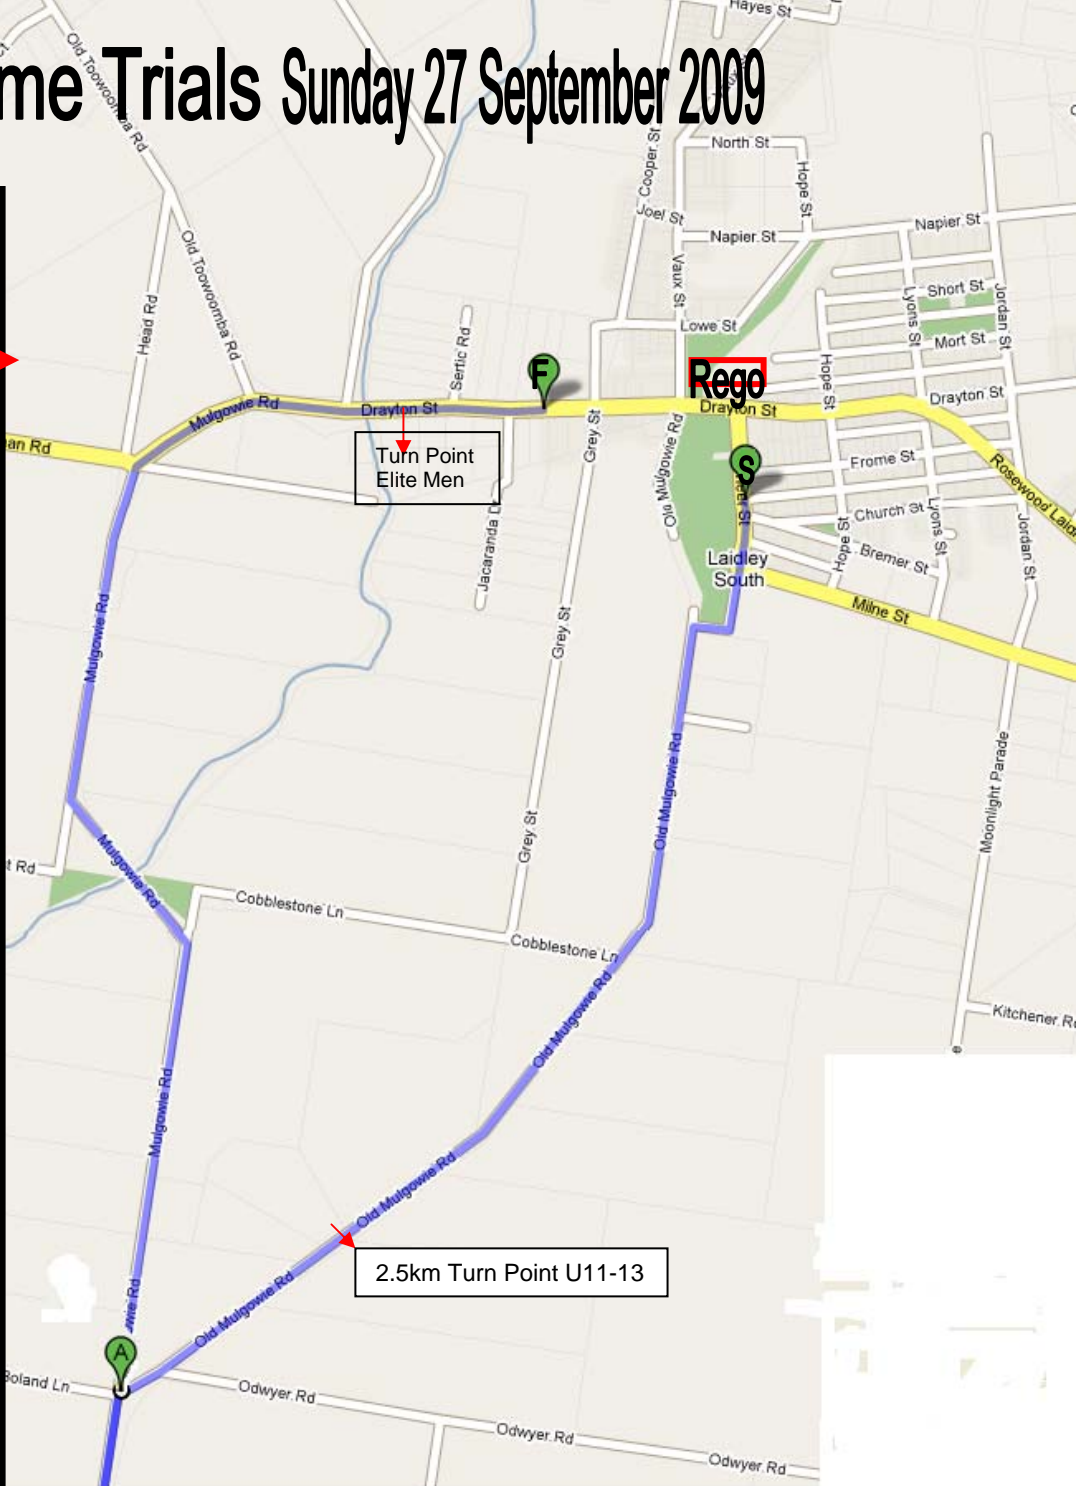 me Trials Sunday 27 September 2009
Hayes St
Old Toowoomba Rd
Vaux St
Cooper St
North St
Hope St
Joel St
Napier St
Napier St
Old Toowoomba Rd
Vaux St
Head Rd
Lyons St
Short St
Jordan St
Lowe St
Mort St
Sertic Rd
F
Rego
Hope St
Drayton St
Mulgowie Rd
Drayton St
Drayton St
an Rd
Turn Point
Elite Men
Grey St
Old Mulgowie Rd
S
Frome St
Rosewood Laid
Church St
Lyons St
Jordan St
Jacaranda Dr
Hope St
Bremer St
Laidley
South
Milne St
Mulgowie Rd
Grey St
Old Mulgowie Rd
Moonlight Parade
Grey St
t Rd
Mulgowie Rd
Cobblestone Ln
Cobblestone Ln
Old Mulgowie Rd
Kitchener Rd
e
Mulgowie Rd
Old Mulgowie Rd
2.5km Turn Point U11-13
Old Mulgowie Rd
wie Rd
A
Boland Ln
Odwyer Rd
Odwyer Rd
Odwyer Rd